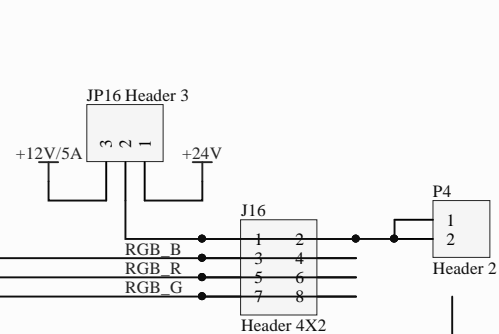 JP16 Header 3
3 2 1
+12V/5A
+24V
P4
J16
1
1 2
2
RGB_B
3 4
RGB_R
5 6
Header 2
RGB_G
7 8
Header 4X2